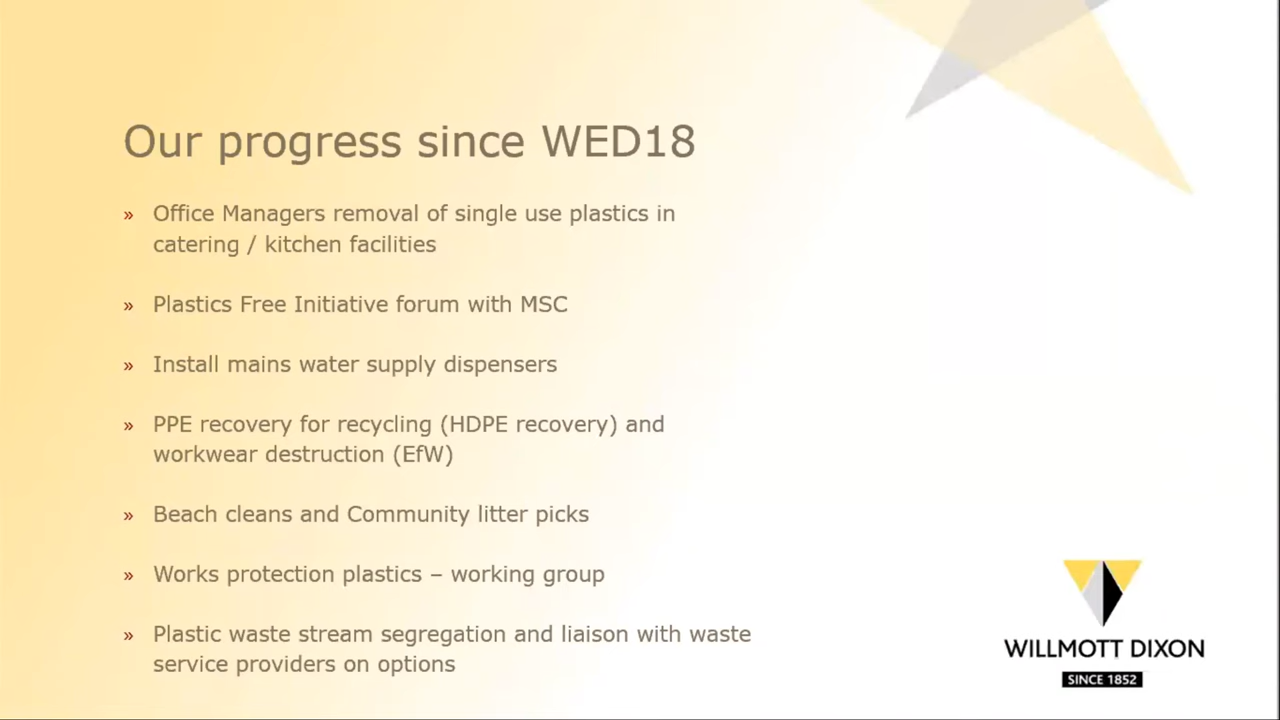 Our progress since WED18
» Office Managers removal of single use plastics in
catering / kitchen facilities
» Plastics Free Initiative forum with MSC
» Install mains water supply dispensers
» PPE recovery for recycling (HDPE recovery) and
workwear destruction (EfW)
» Beach cleans and Community litter picks
» Works protection plastics – working group
» Plastic waste stream segregation and liaison with waste
service providers on options
WILLMOTT DIXON
SINCE 1852